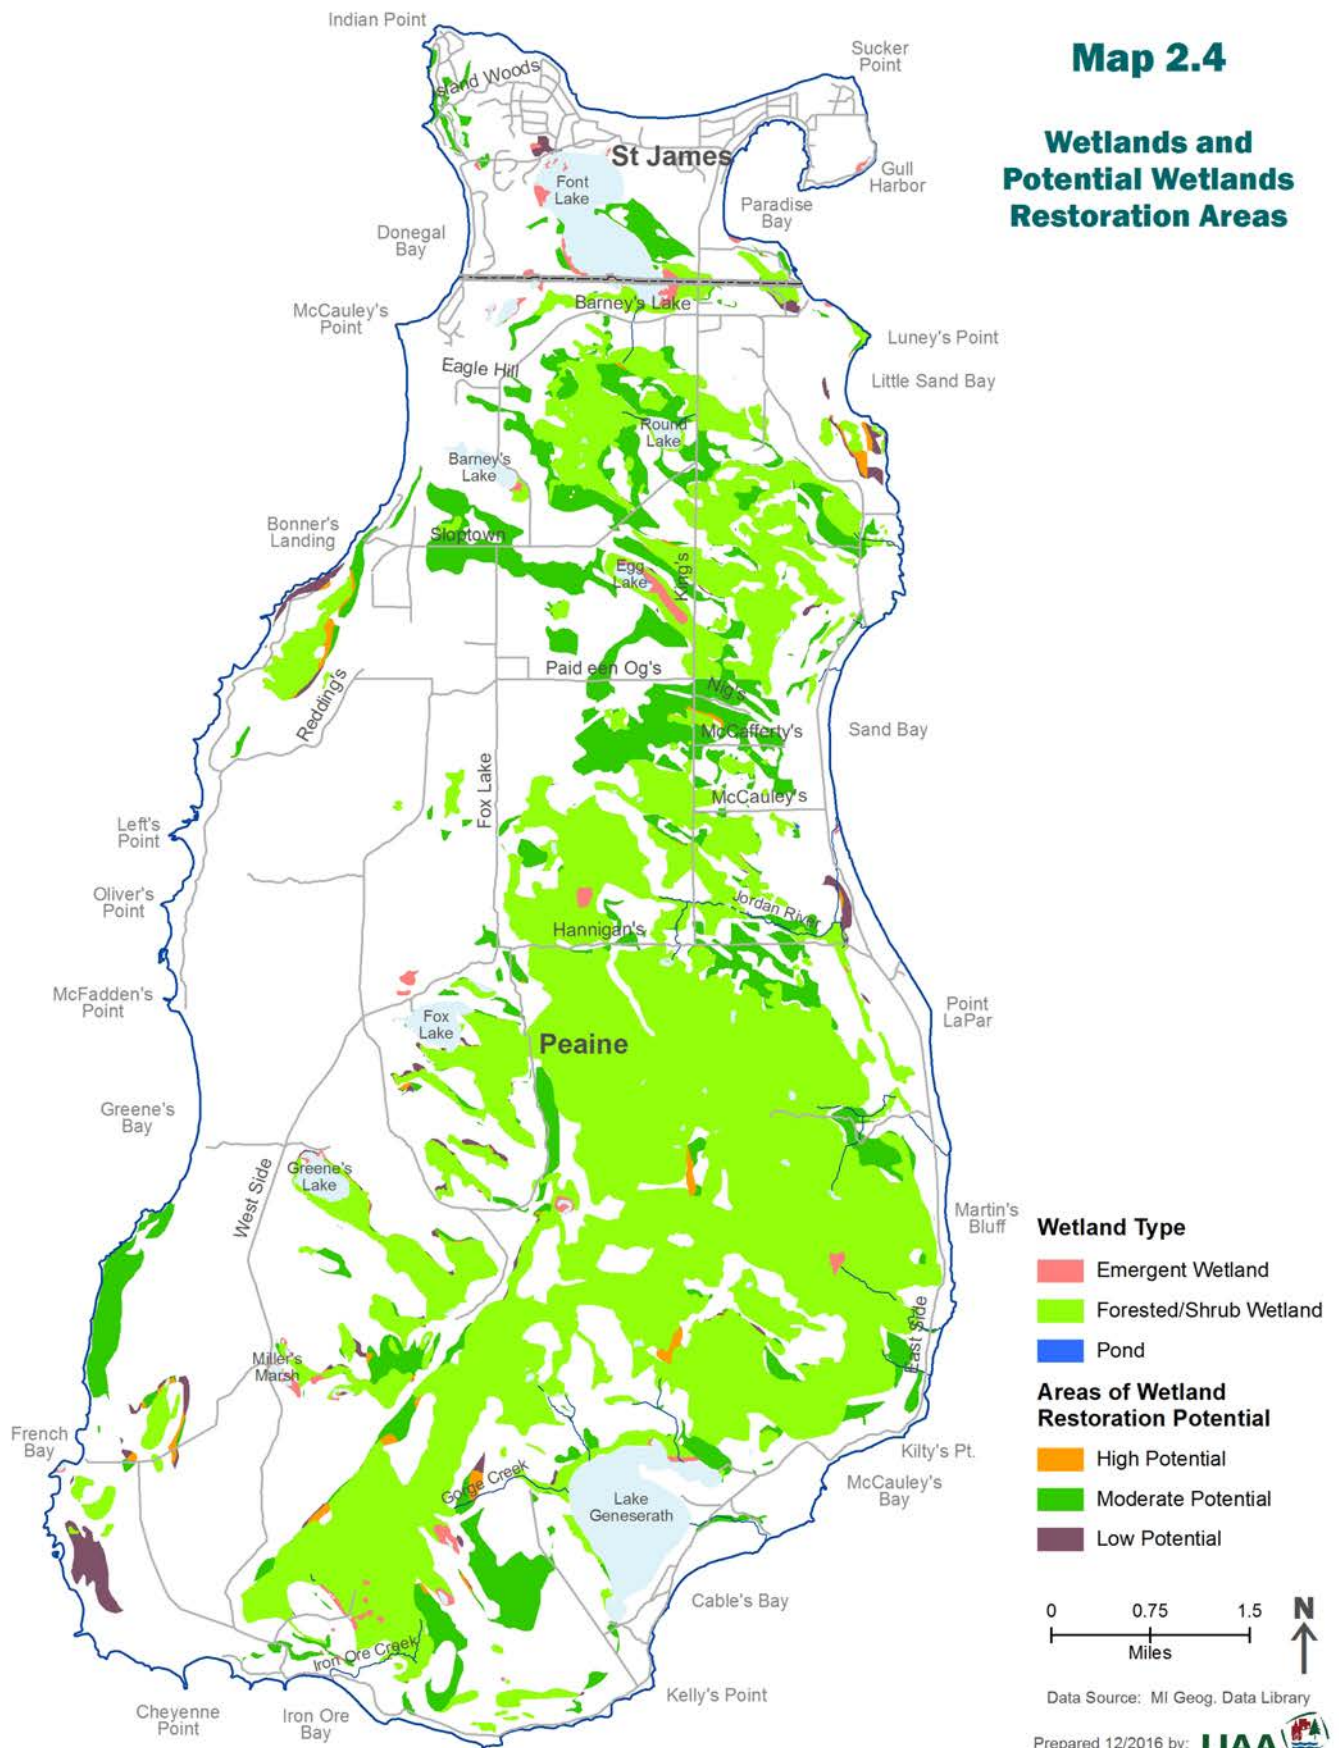 Indian Point
Sucker
Point
Map 2.4
Island Woods
Wetlands and
Potential Wetlands
Restoration Areas
St James
Font
Lake
Gull
Harbor
Paradise
Bay
Donegal
Bay
McCauley's
Point
Barney's Lake
Luney's Point
Eagle Hill
Little Sand Bay
Round
Lake
Barney's
Lake
Bonner's
Landing
Sloptown
Egg
Lake
King's
Paid een Og's
Redding's
Nig's
McCafferty's
Sand Bay
Fox Lake
McCauley's
Left's
Point
Oliver's
Point
Jordan River
Hannigan's
McFadden's
Point
Fox
Lake
Point
LaPar
Peaine
Greene's
Bay
West Side
Greene's
Lake
Martin's
Bluff
Wetland Type
Emergent Wetland
Forested/Shrub Wetland
Pond
East Side
Miller's
Marsh
Areas of Wetland
Restoration Potential
High Potential
Moderate Potential
Low Potential
French
Bay
Kilty's Pt.
McCauley's
Bay
Gorge Creek
Lake
Geneserath
Cable's Bay
0 0.75 1.5
Miles
N
Iron Ore Creek
Kelly's Point
Cheyenne
Point
Iron Ore
Bay
Data Source: MI Geog. Data Library
Prepared 12/2016 by: